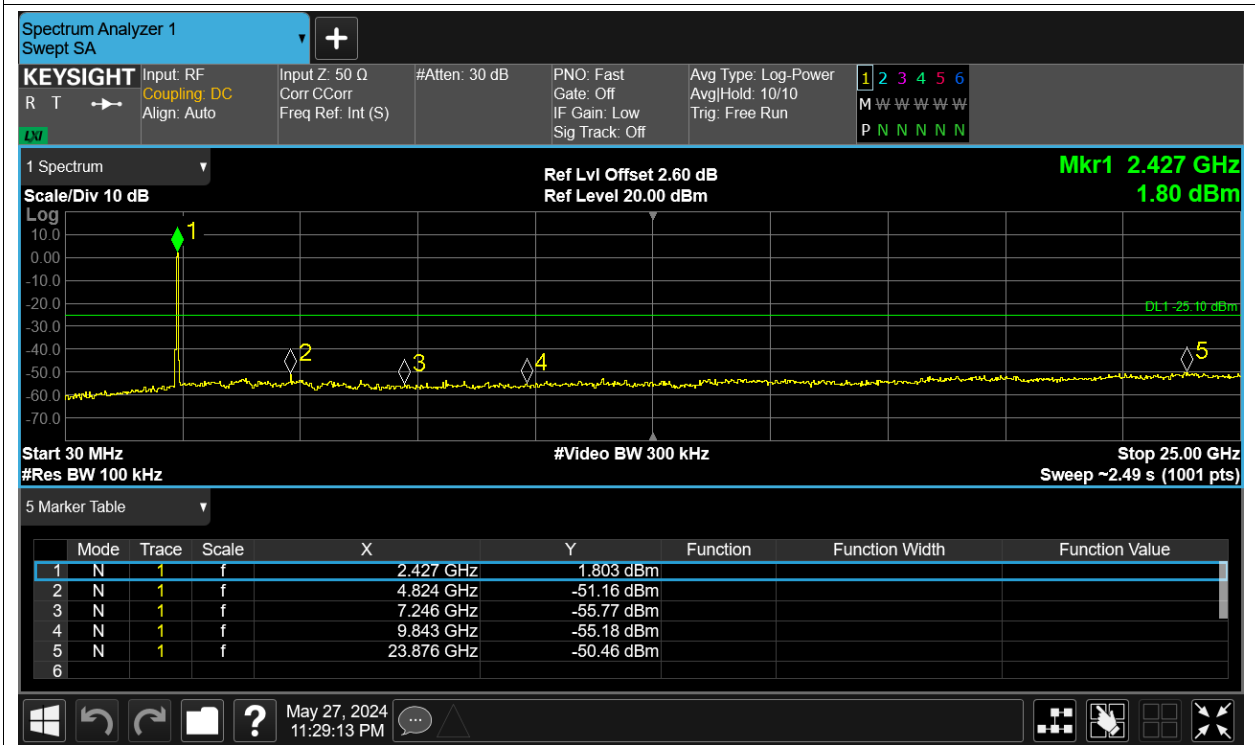 Spectrum Analyzer 1
Swept SA
KEYSIGHT
R T
LXI
Input: RF
Coupling: DC
Align: Auto
Input Z: 50 Ω
Corr CCorr
Freq Ref: Int (S)
#Atten: 30 dB
PNO: Fast
Gate: Off
IF Gain: Low
Sig Track: Off
Avg Type: Log-Power
Avg|Hold: 10/10
Trig: Free Run
1 2 3 4 5 6
M W W W W W
P N N N N N
1 Spectrum
Scale/Div 10 dB
Ref Lvl Offset 2.60 dB
Ref Level 20.00 dBm
Mkr1 2.427 GHz
1.80 dBm
Log
10.0
0.00
-10.0
-20.0
-30.0
-40.0
-50.0
-60.0
-70.0
1
2
3
4
5
DL1 -25.10 dBm
Start 30 MHz
#Res BW 100 kHz
#Video BW 300 kHz
Stop 25.00 GHz
Sweep ~2.49 s (1001 pts)
5 Marker Table
Mode Trace Scale X Y Function Function Width Function Value
1 N 1 f 2.427 GHz 1.803 dBm
2 N 1 f 4.824 GHz -51.16 dBm
3 N 1 f 7.246 GHz -55.77 dBm
4 N 1 f 9.843 GHz -55.18 dBm
5 N 1 f 23.876 GHz -50.46 dBm
6
?
May 27, 2024
11:29:13 PM